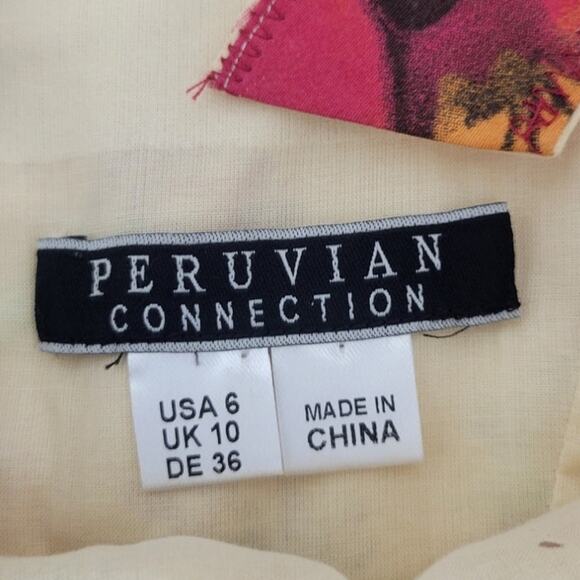 PERUVIAN
CONNECTION
USA 6
UK 10
DE 36
MADE IN
CHINA